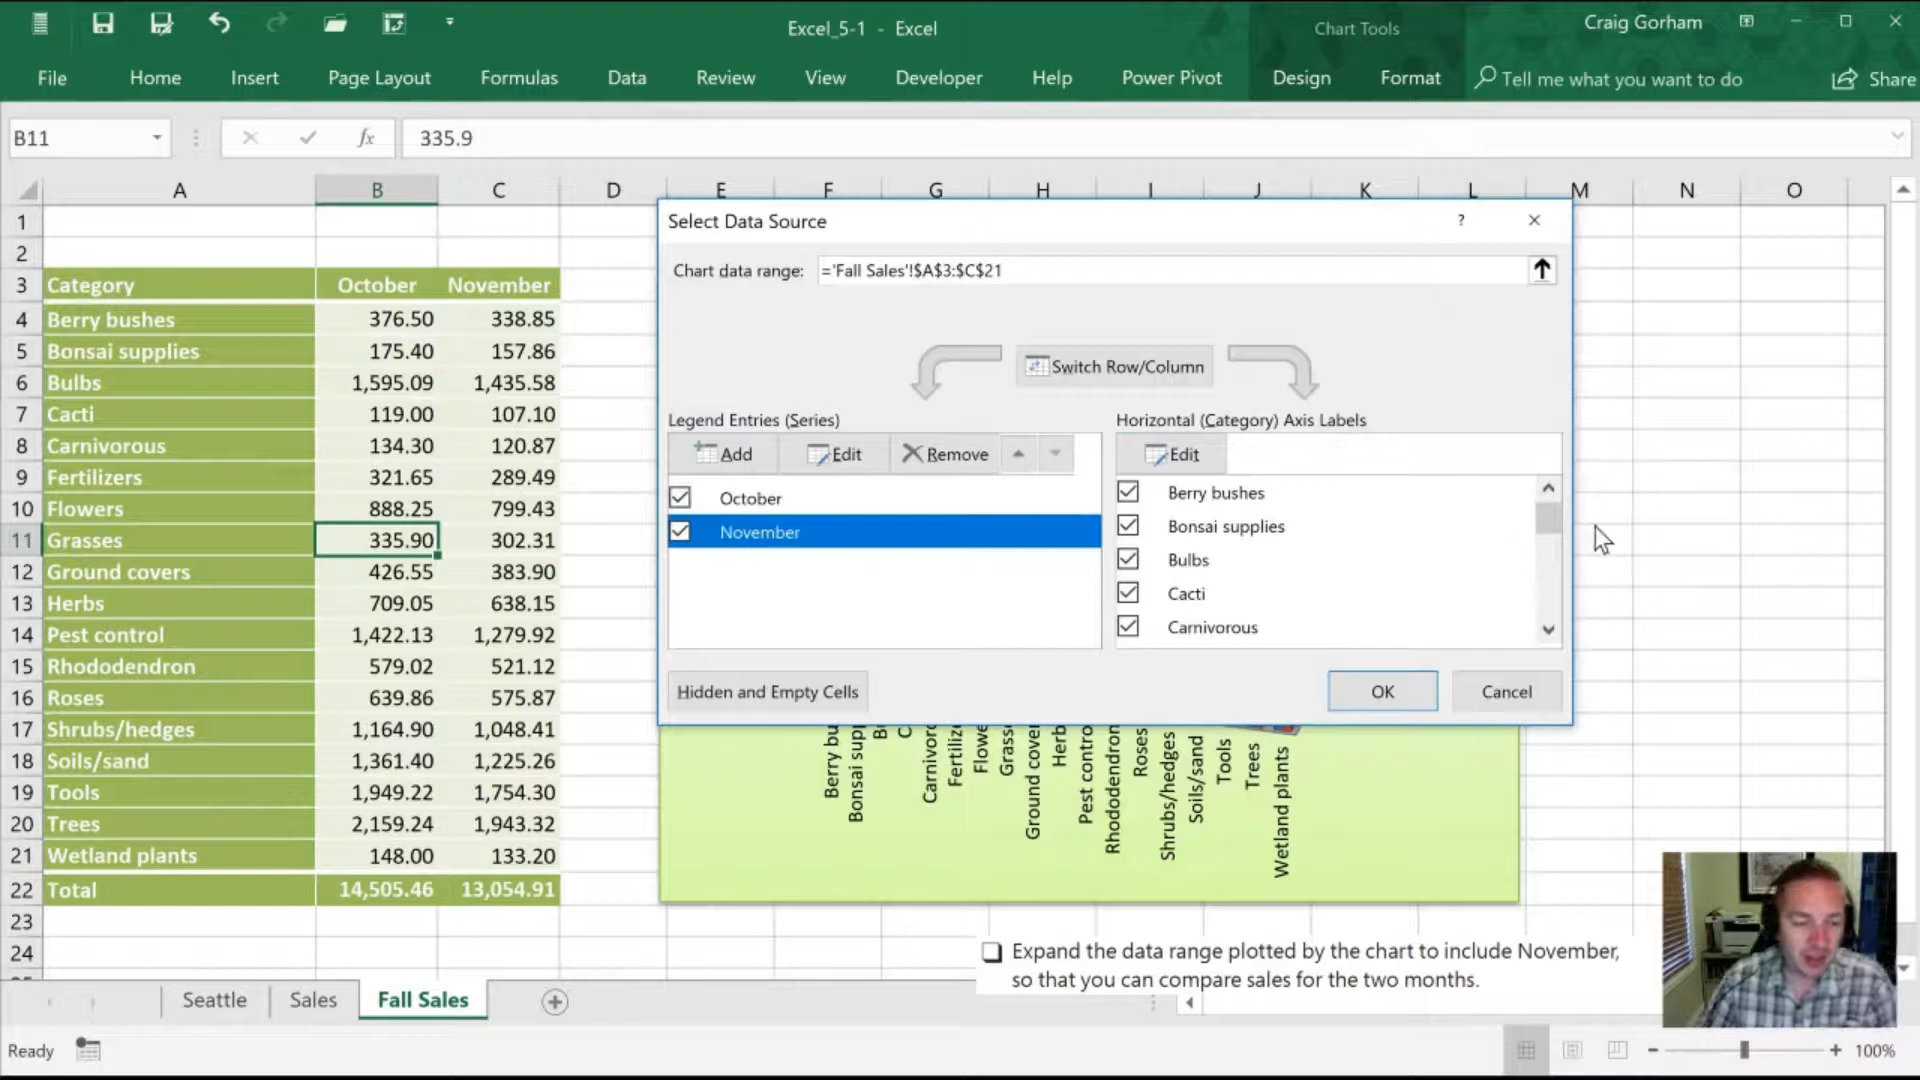 Excel_5-1 - Excel
Chart Tools
Craig Gorham
File Home Insert Page Layout Formulas Data Review View Developer Help Power Pivot Design Format Tell me what you want to do Share
B11 fx 335.9
A B C D E F G H I J K L M N O
1
2
3 Category October November
4 Berry bushes 376.50 338.85
5 Bonsai supplies 175.40 157.86
6 Bulbs 1,595.09 1,435.58
7 Cacti 119.00 107.10
8 Carnivorous 134.30 120.87
9 Fertilizers 321.65 289.49
10 Flowers 888.25 799.43
11 Grasses 335.90 302.31
12 Ground covers 426.55 383.90
13 Herbs 709.05 638.15
14 Pest control 1,422.13 1,279.92
15 Rhododendron 579.02 521.12
16 Roses 639.86 575.87
17 Shrubs/hedges 1,164.90 1,048.41
18 Soils/sand 1,361.40 1,225.26
19 Tools 1,949.22 1,754.30
20 Trees 2,159.24 1,943.32
21 Wetland plants 148.00 133.20
22 Total 14,505.46 13,054.91
23
24
Select Data Source ?
Chart data range: ='Fall Sales'!$A$3:$C$21
Switch Row/Column
Legend Entries (Series)
Add Edit Remove
October
November
Horizontal (Category) Axis Labels
Edit
Berry bushes
Bonsai supplies
Bulbs
Cacti
Carnivorous
Hidden and Empty Cells
OK
Cancel
Berry bu
Bonsai supp
B
C
Carnivoro
Fertilize
Flowe
Grasse
Ground cover
Herb
Pest contro
Rhododendron
Roses
Shrubs/hedges
Soils/sand
Tools
Trees
Wetland plants
Expand the data range plotted by the chart to include November,
so that you can compare sales for the two months.
Seattle Sales Fall Sales
Ready
100%